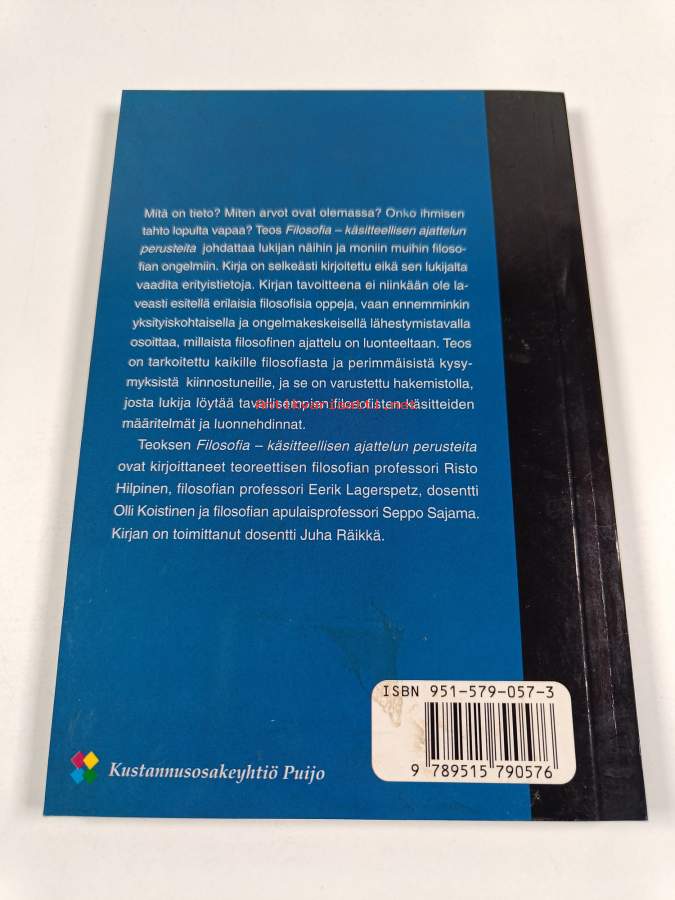 Mitä on tieto? Miten arvot ovat olemassa? Onko ihmisen
tahto lopulta vapaa? Teos Filosofia – käsitteellisen ajattelun
perusteita johdattaa lukijan näihin ja moniin muihin filoso-
fian ongelmiin. Kirja on selkeästi kirjoitettu eikä sen lukijalta
vaadita erityistietoja. Kirjan tavoitteena ei niinkään ole la-
veasti esitellä erilaisia filosofisia oppeja, vaan ennemminkin
yksityiskohtaisella ja ongelmakeskeisellä lähestymistavalla
osoittaa, millaista filosofinen ajattelu on luonteeltaan. Teos
on tarkoitettu kaikille filosofiasta ja perimmäisistä kysy-
myksistä kiinnostuneille, ja se on varustettu hakemistolla,
josta lukija löytää tavallisempian filosofisten käsitteiden
määritelmät ja luonnehdinnat.
Teoksen Filosofia – käsitteellisen ajattelun perusteita
ovat kirjoittaneet teoreettisen filosofian professori Risto
Hilpinen, filosofian professori Eerik Lagerspetz, dosentti
Olli Koistinen ja filosofian apulaisprofessori Seppo Sajama.
Kirjan on toimittanut dosentti Juha Räikkä.
ISBN 951-579-057-3
9 789515 790576
Kustannusosakeyhtiö Puijo